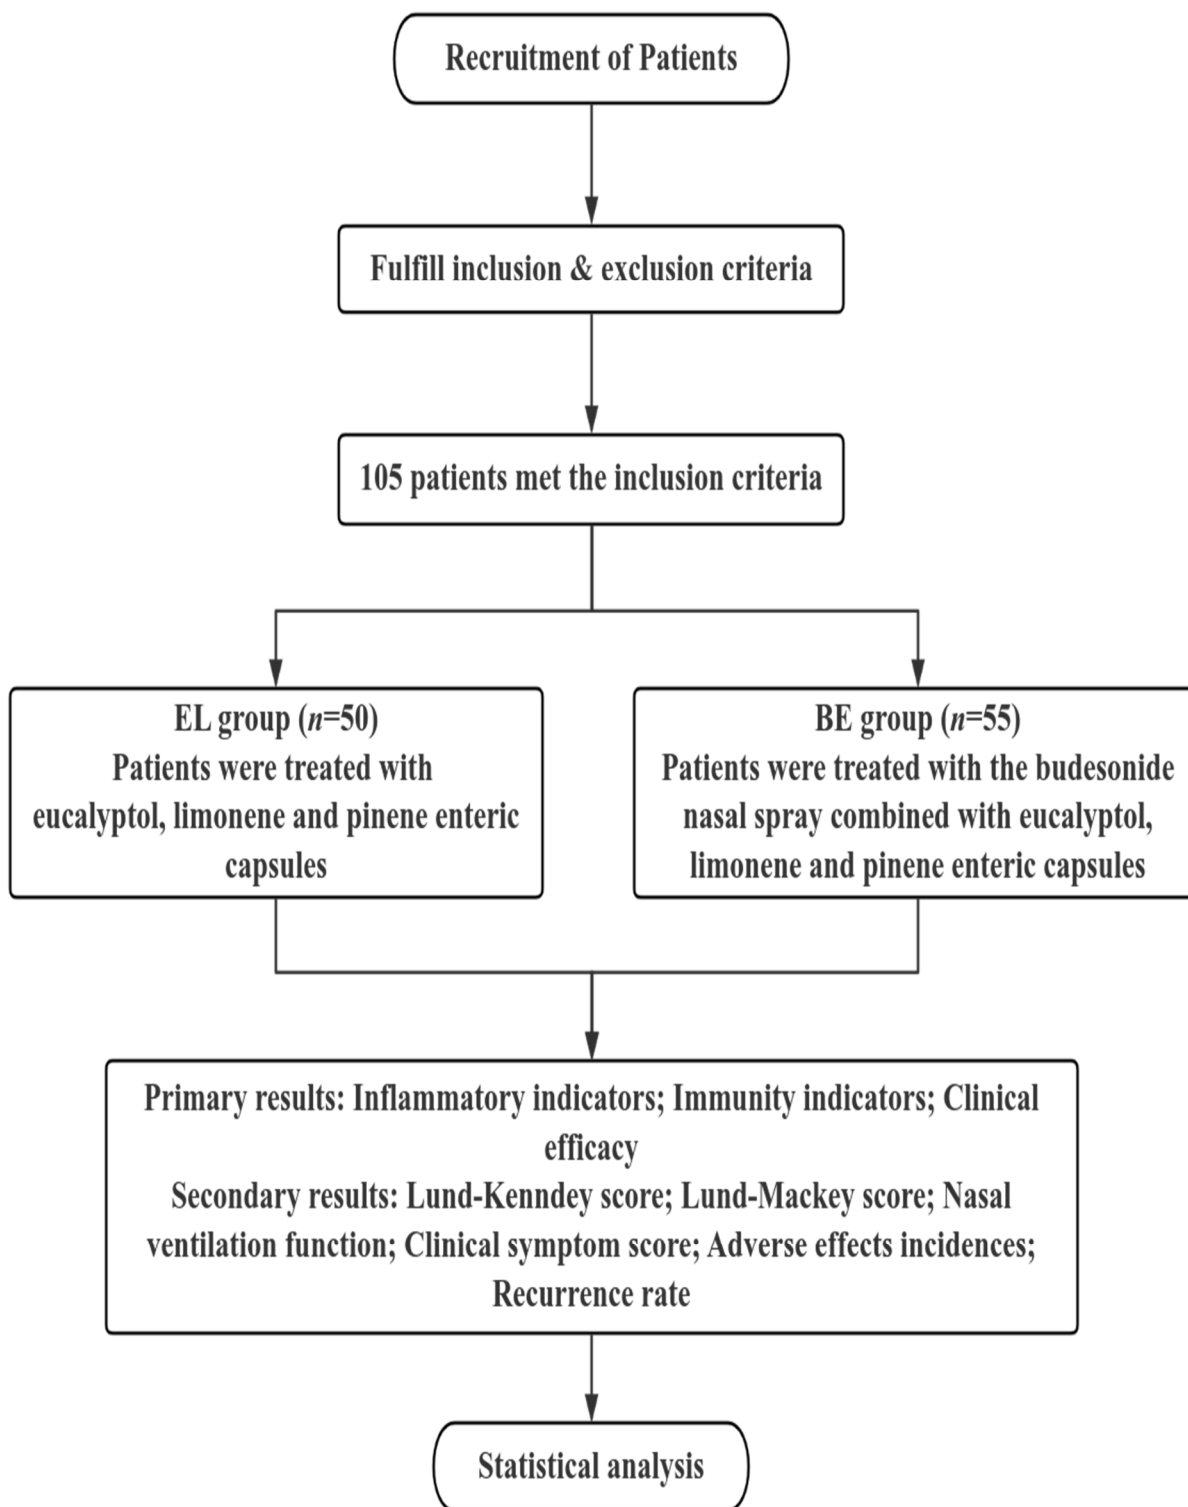 Recruitment of Patients
Fulfill inclusion & exclusion criteria
105 patients met the inclusion criteria
EL group (n=50)
Patients were treated with
eucalyptol, limonene and pinene enteric
capsules
BE group (n=55)
Patients were treated with the budesonide
nasal spray combined with eucalyptol,
limonene and pinene enteric capsules
Primary results: Inflammatory indicators; Immunity indicators; Clinical
efficacy
Secondary results: Lund-Kenndey score; Lund-Mackey score; Nasal
ventilation function; Clinical symptom score; Adverse effects incidences;
Recurrence rate
Statistical analysis